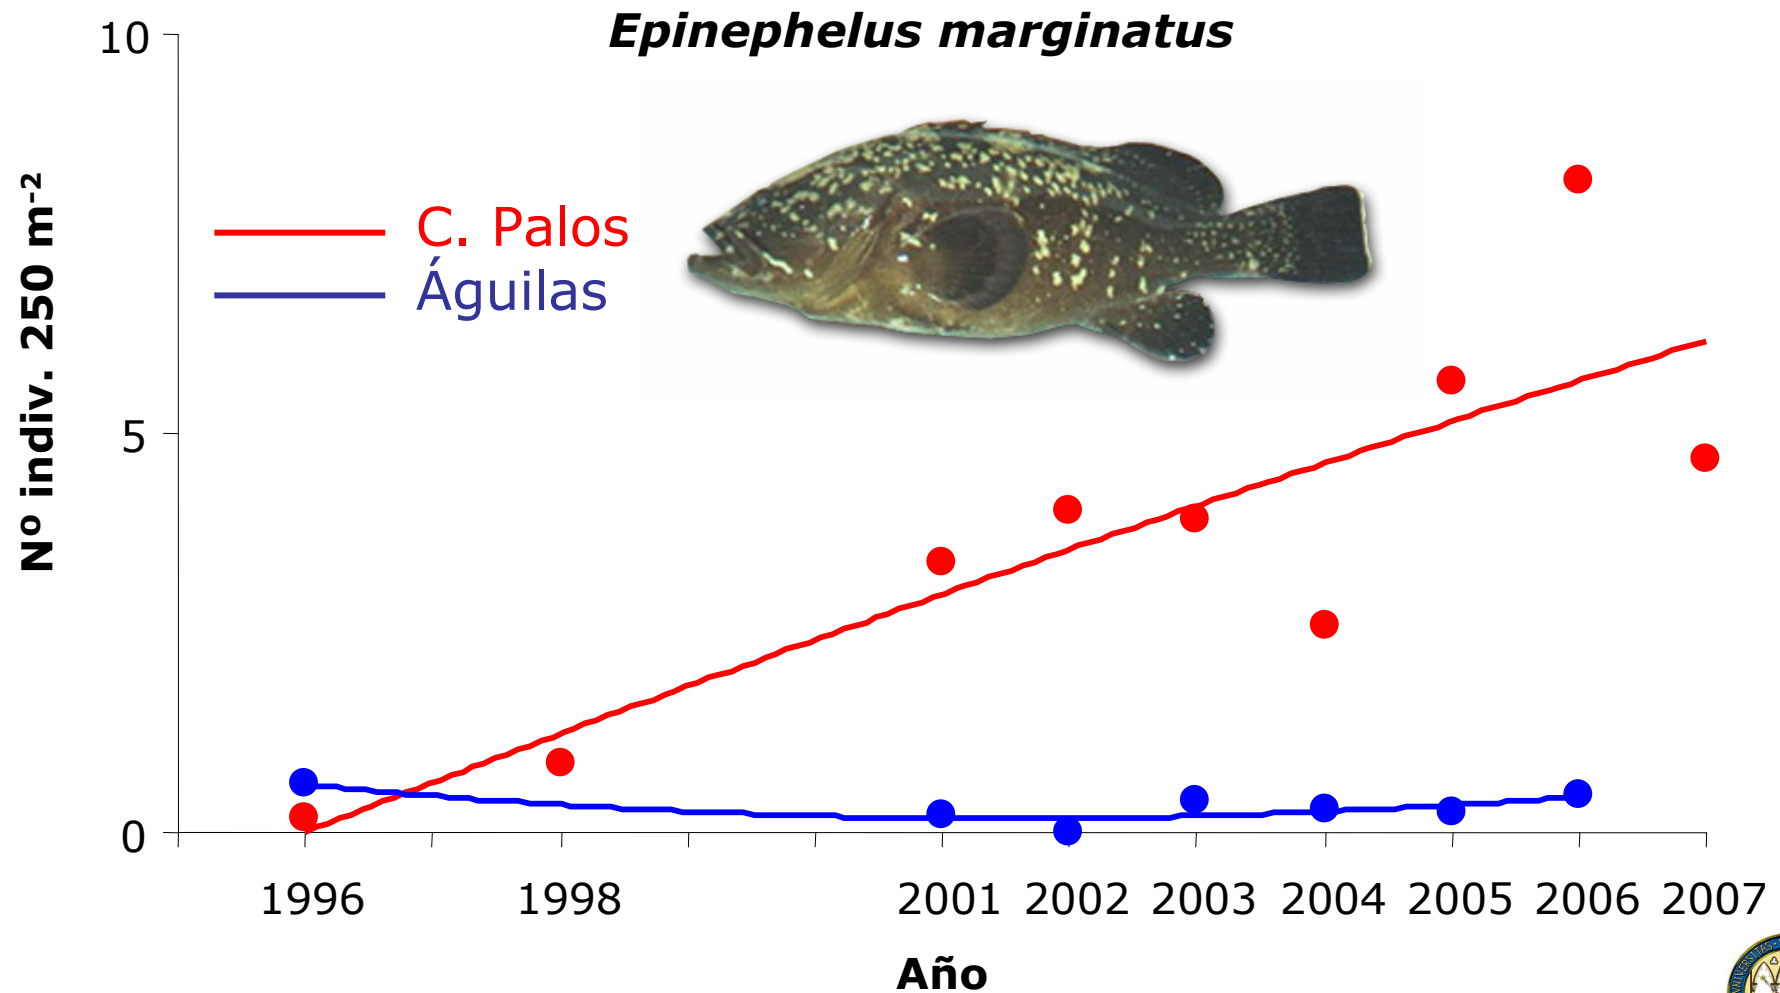 Epinephelus marginatus
10
5
0
Nº indiv. 250 m⁻²
C. Palos
Águilas
1996 1998 2001 2002 2003 2004 2005 2006 2007
Año